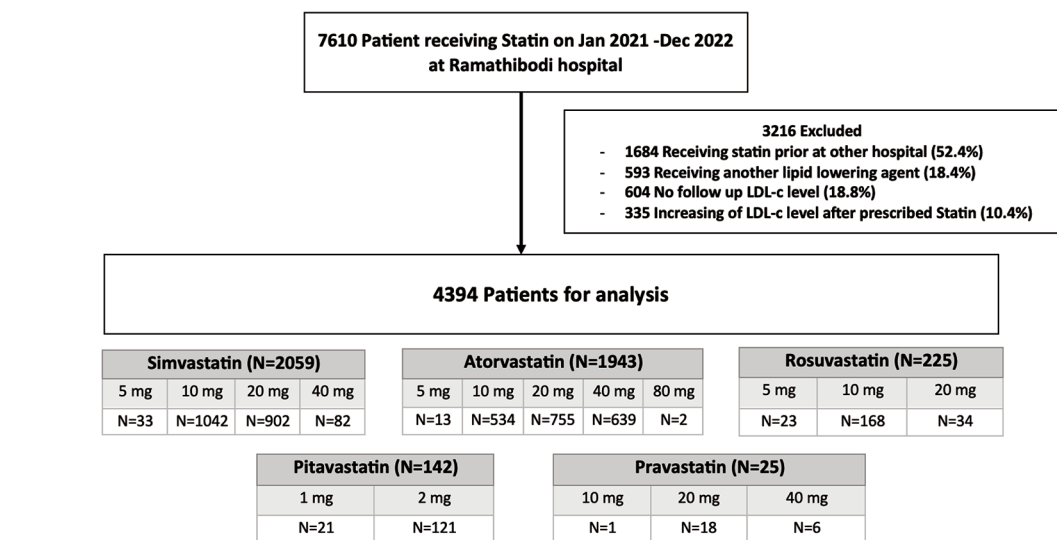 7610 Patient receiving Statin on Jan 2021 -Dec 2022
at Ramathibodi hospital
3216 Excluded
- 1684 Receiving statin prior at other hospital (52.4%)
- 593 Receiving another lipid lowering agent (18.4%)
- 604 No follow up LDL-c level (18.8%)
- 335 Increasing of LDL-c level after prescribed Statin (10.4%)
4394 Patients for analysis
Simvastatin (N=2059)
5 mg 10 mg 20 mg 40 mg
N=33 N=1042 N=902 N=82
Atorvastatin (N=1943)
5 mg 10 mg 20 mg 40 mg 80 mg
N=13 N=534 N=755 N=639 N=2
Rosuvastatin (N=225)
5 mg 10 mg 20 mg
N=23 N=168 N=34
Pitavastatin (N=142)
1 mg 2 mg
N=21 N=121
Pravastatin (N=25)
10 mg 20 mg 40 mg
N=1 N=18 N=6